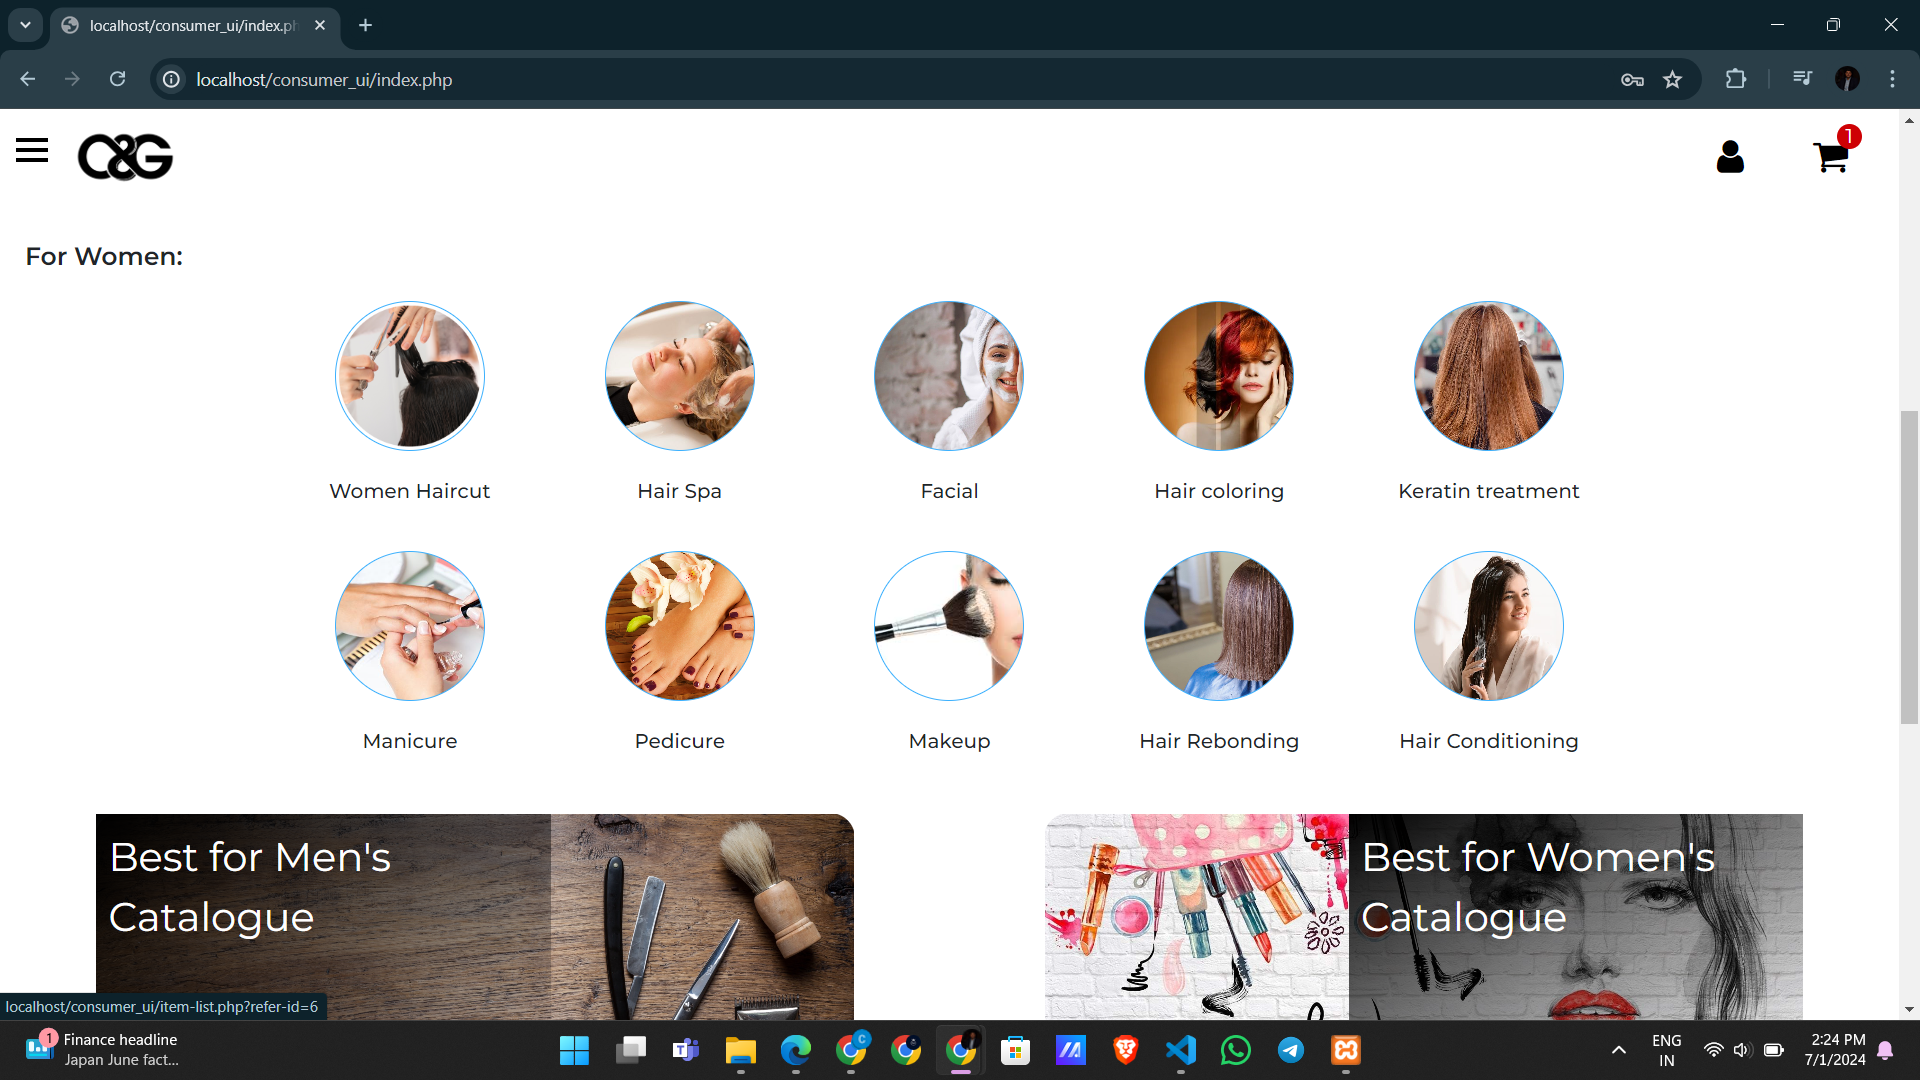 localhost/consumer_ui/index.ph
localhost/consumer_ui/index.php
C&G
1
For Women:
Women Haircut
Hair Spa
Facial
Hair coloring
Keratin treatment
Manicure
Pedicure
Makeup
Hair Rebonding
Hair Conditioning
Best for Men's
Catalogue
Best for Women's
Catalogue
localhost/consumer_ui/item-list.php?refer-id=6
1
Finance headline
Japan June fact...
C
ENG
IN
2:24 PM
7/1/2024